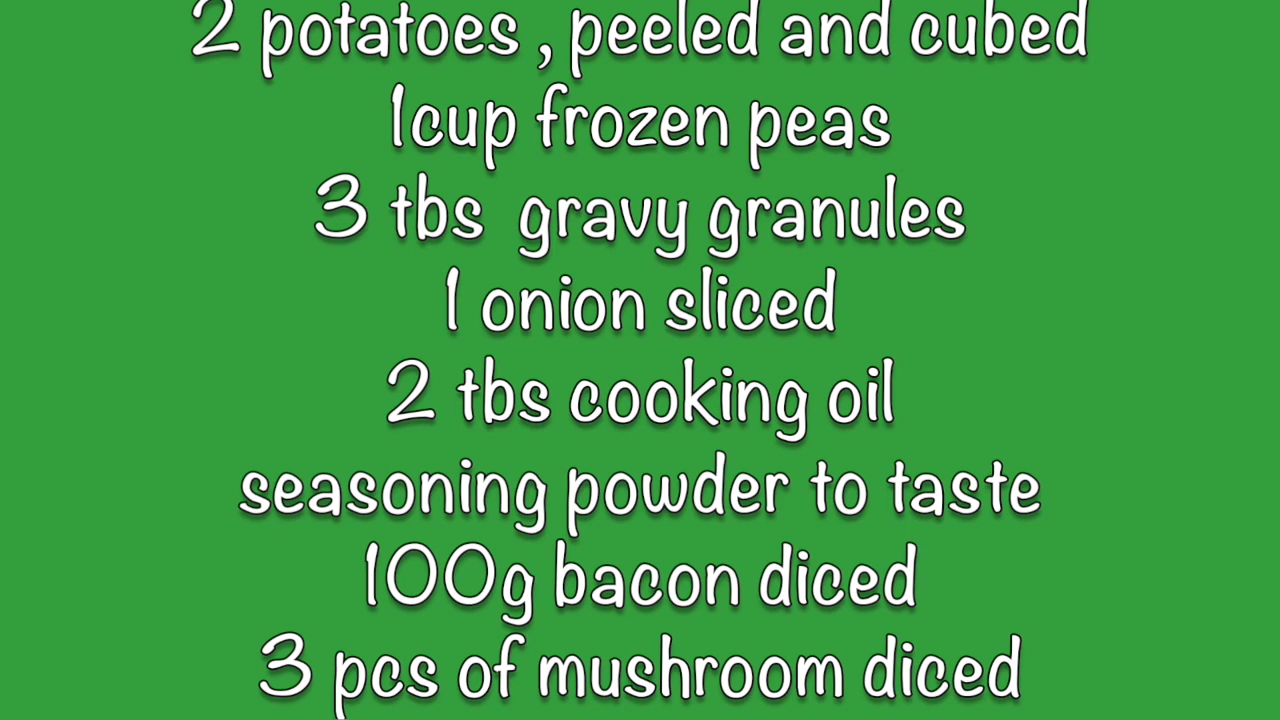 2 potatoes , peeled and cubed
1cup frozen peas
3 tbs  gravy granules
1 onion sliced
2 tbs cooking oil
seasoning powder to taste
100g bacon diced
3 pcs of mushroom diced